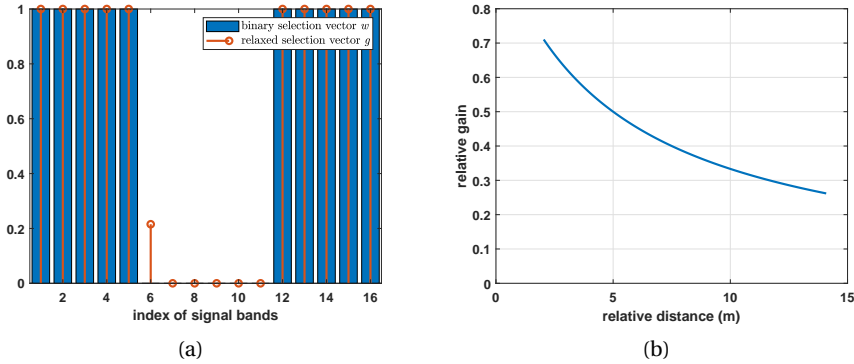 1
0.8
0.6
0.4
0.2
0
binary selection vector w
relaxed selection vector g
2 4 6 8 10 12 14 16
index of signal bands
(a)
0.8
0.7
0.6
0.5
0.4
0.3
0.2
0.1
0
relative gain
0 5 10 15
relative distance (m)
(b)